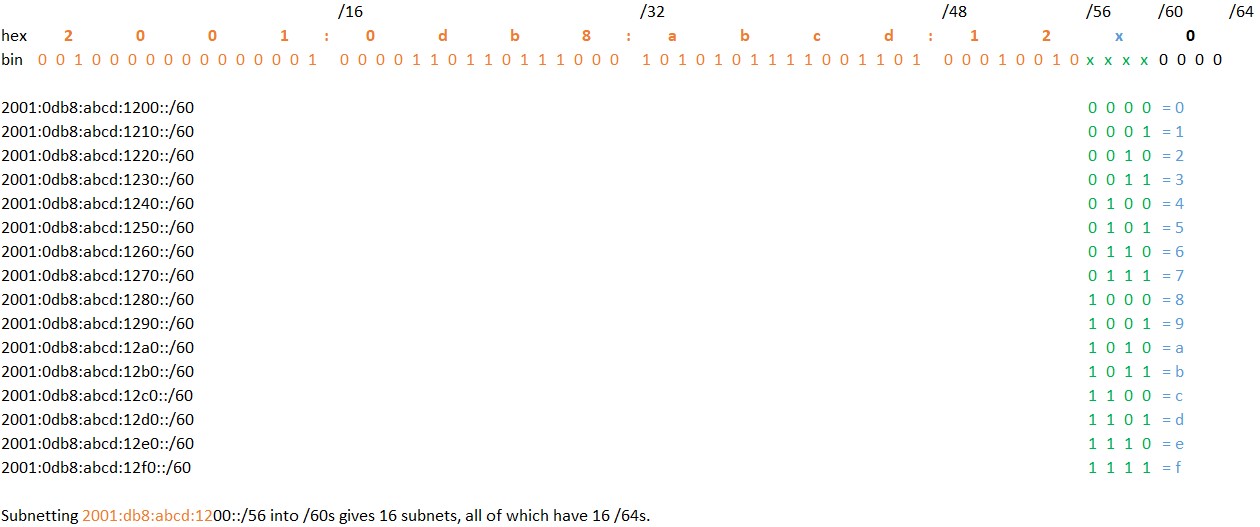 /16 /32 /48 /56 /60 /64
hex 2 0 0 1 : 0 d b 8 : a b c d : 1 2 x 0
bin 0 0 1 0 0 0 0 0 0 0 0 0 0 0 0 1 0 0 0 0 1 1 0 1 1 0 1 1 1 0 0 0 1 0 1 0 1 0 1 1 1 1 0 0 1 1 0 1 0 0 0 1 0 0 1 0 x x x x 0 0 0 0
2001:0db8:abcd:1200::/60 0 0 0 0 = 0
2001:0db8:abcd:1210::/60 0 0 0 1 = 1
2001:0db8:abcd:1220::/60 0 0 1 0 = 2
2001:0db8:abcd:1230::/60 0 0 1 1 = 3
2001:0db8:abcd:1240::/60 0 1 0 0 = 4
2001:0db8:abcd:1250::/60 0 1 0 1 = 5
2001:0db8:abcd:1260::/60 0 1 1 0 = 6
2001:0db8:abcd:1270::/60 0 1 1 1 = 7
2001:0db8:abcd:1280::/60 1 0 0 0 = 8
2001:0db8:abcd:1290::/60 1 0 0 1 = 9
2001:0db8:abcd:12a0::/60 1 0 1 0 = a
2001:0db8:abcd:12b0::/60 1 0 1 1 = b
2001:0db8:abcd:12c0::/60 1 1 0 0 = c
2001:0db8:abcd:12d0::/60 1 1 0 1 = d
2001:0db8:abcd:12e0::/60 1 1 1 0 = e
2001:0db8:abcd:12f0::/60 1 1 1 1 = f
Subnetting 2001:db8:abcd:1200::/56 into /60s gives 16 subnets, all of which have 16 /64s.